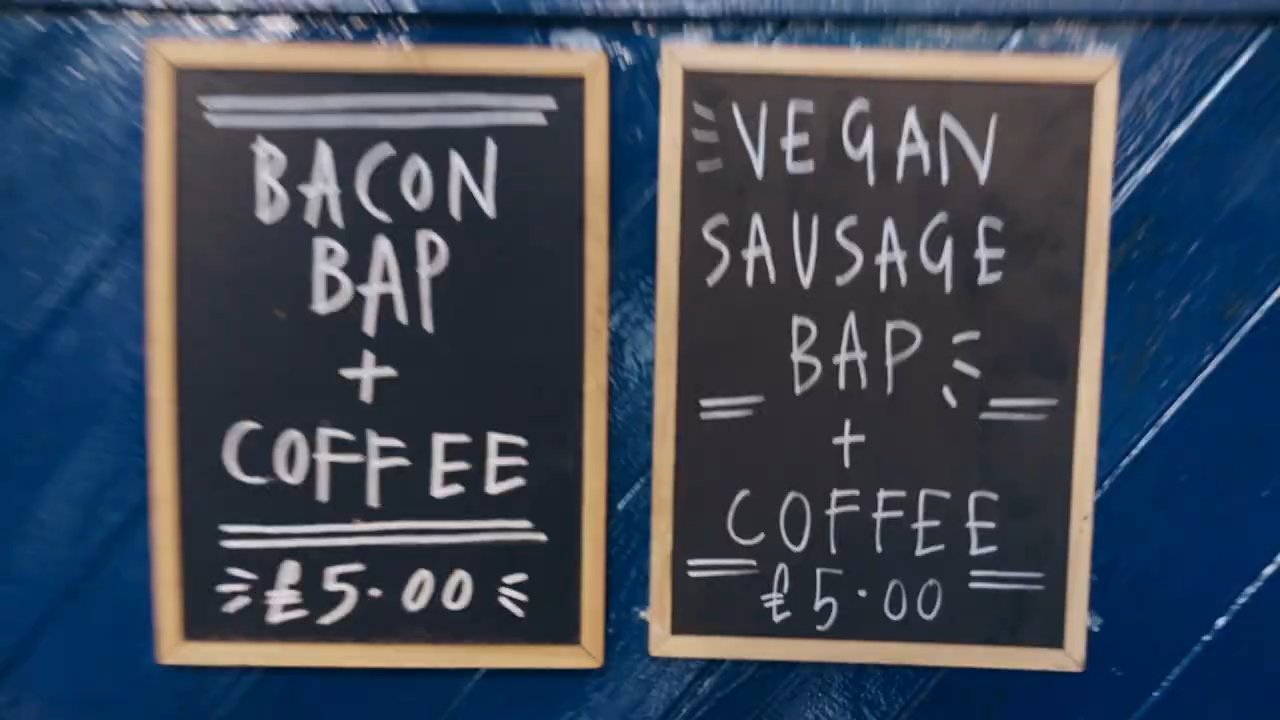 BACON
BAP
+
COFFEE
£5.00
VEGAN
SAUSAGE
BAP
+
COFFEE
£5.00